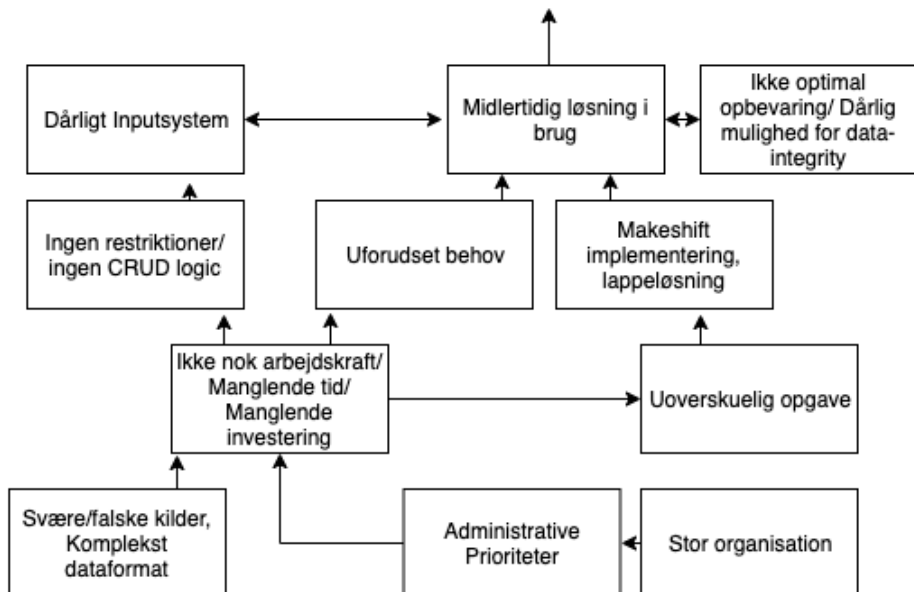 Dårligt Inputsystem
Midlertidig løsning i
brug
Ikke optimal
opbevaring/ Dårlig
mulighed for data-
integrity
Ingen restriktioner/
ingen CRUD logic
Uforudset behov
Makeshift
implementering,
lappeløsning
Ikke nok arbejdskraft/
Manglende tid/
Manglende
investering
Uoverskuelig opgave
Svære/falske kilder,
Komplekst
dataformat
Administrative
Prioriteter
Stor organisation